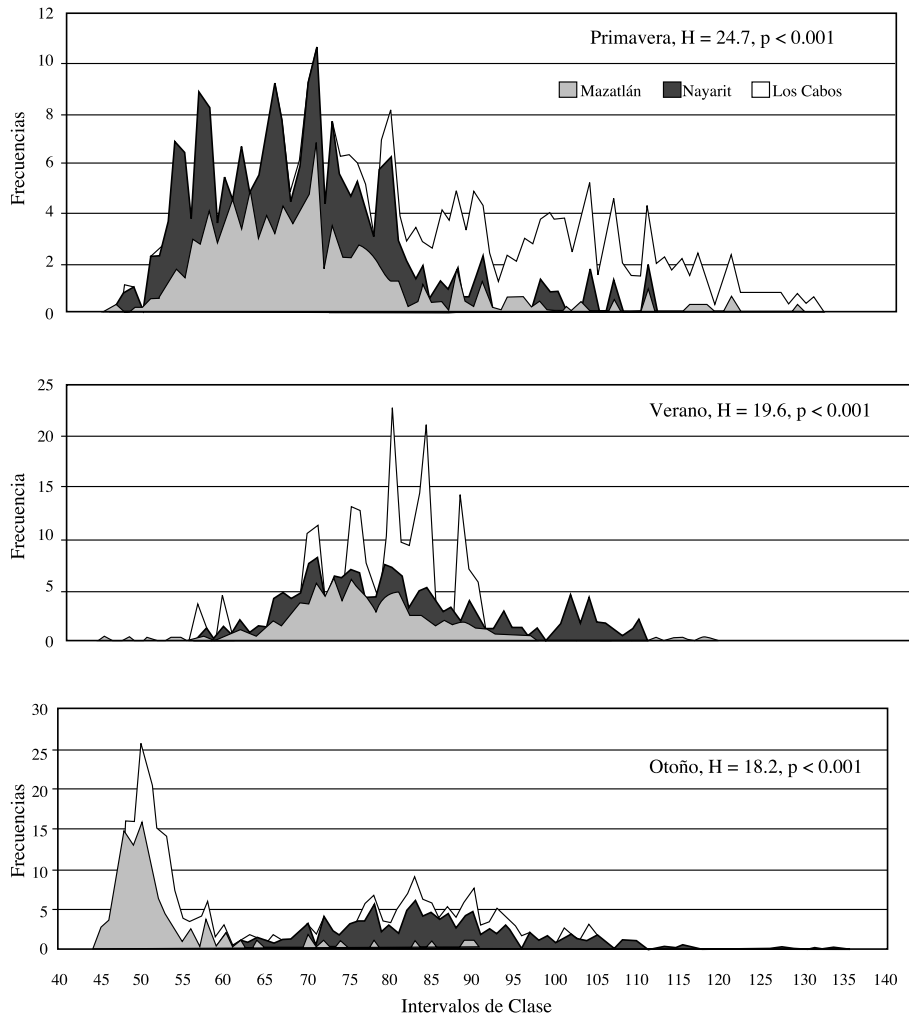 12
10
8
6
4
2
0
Frecuencias
Primavera, H = 24.7, p < 0.001
Mazatlán Nayarit Los Cabos
25
20
15
10
5
0
Frecuencia
Verano, H = 19.6, p < 0.001
30
25
20
15
10
5
0
Frecuencias
Otoño, H = 18.2, p < 0.001
40 45 50 55 60 65 70 75 80 85 90 95 100 105 110 115 120 125 130 135 140
Intervalos de Clase